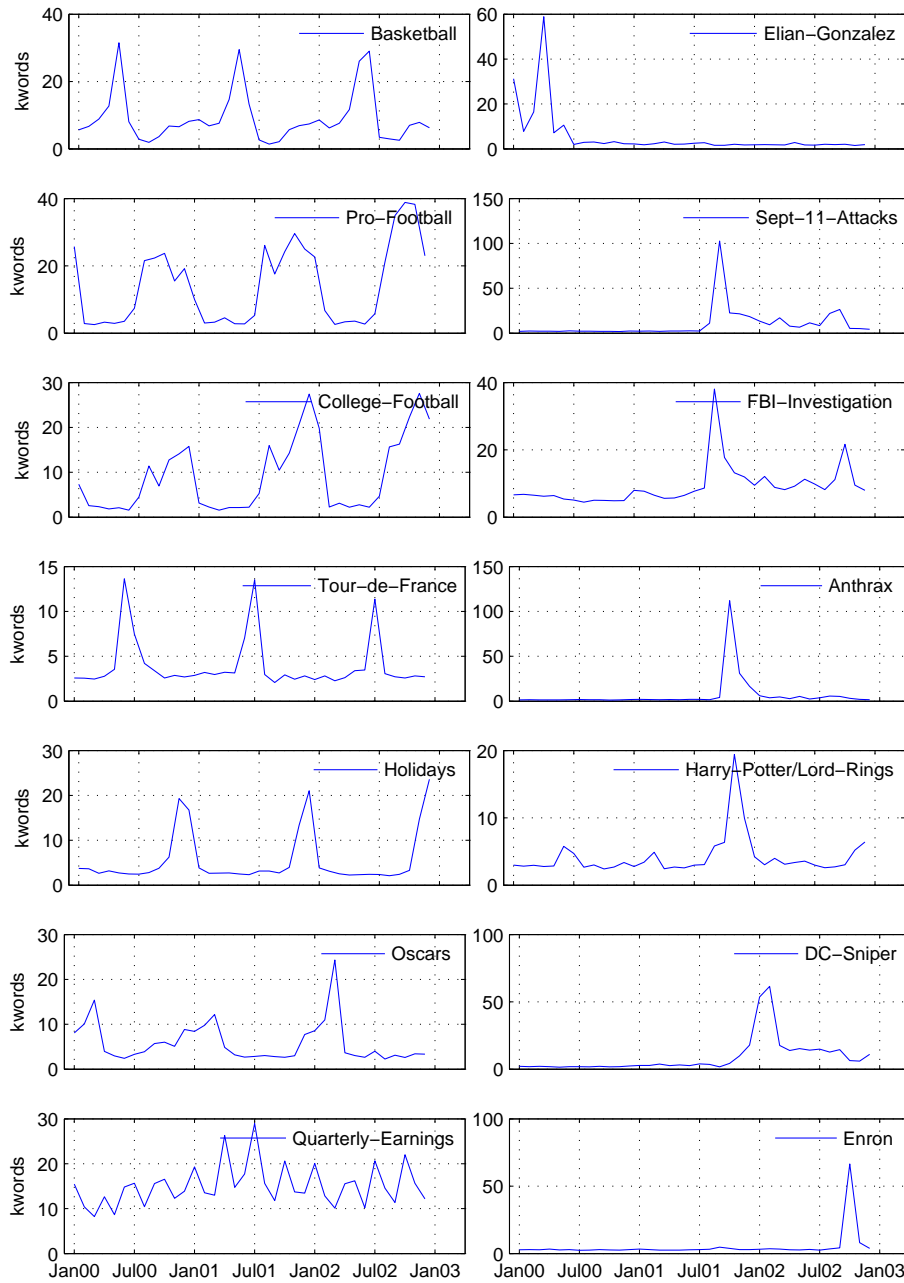 40
20
0
kwords
Basketball
60
40
20
0
Elian-Gonzalez
40
20
0
kwords
Pro-Football
150
100
50
0
Sept-11-Attacks
30
20
10
0
kwords
College-Football
40
20
0
FBI-Investigation
15
10
5
0
kwords
Tour-de-France
150
100
50
0
Anthrax
30
20
10
0
kwords
Holidays
20
10
0
Harry-Potter/Lord-Rings
30
20
10
0
kwords
Oscars
100
50
0
DC-Sniper
30
20
10
0
kwords
Quarterly-Earnings
100
50
0
Enron
Jan00 Jul00 Jan01 Jul01 Jan02 Jul02 Jan03
Jan00 Jul00 Jan01 Jul01 Jan02 Jul02 Jan03